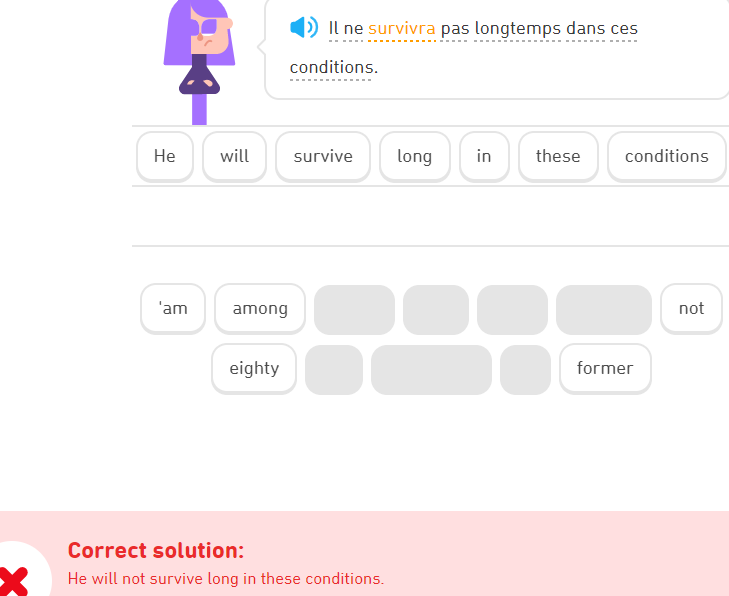 Il ne survivra pas longtemps dans ces
conditions.
He will survive long in these conditions
'am among not
eighty former
Correct solution:
He will not survive long in these conditions.